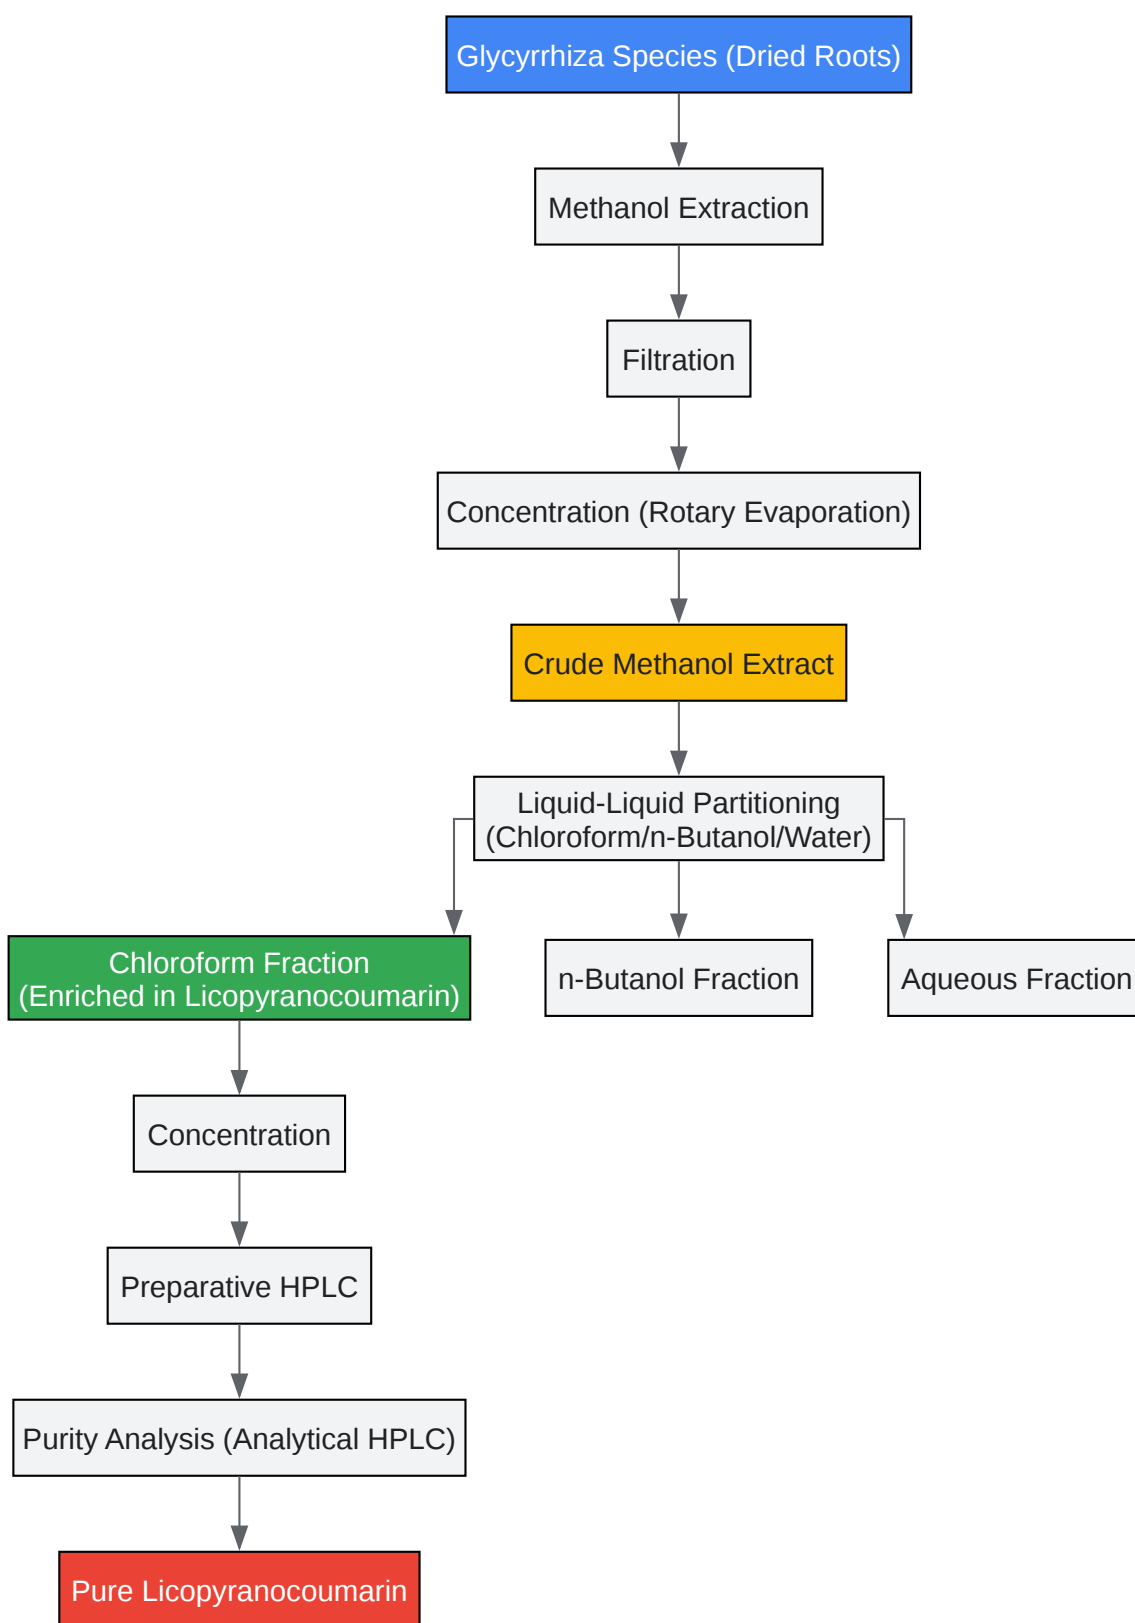 Glycyrrhiza Species (Dried Roots)
Methanol Extraction
Filtration
Concentration (Rotary Evaporation)
Crude Methanol Extract
Liquid-Liquid Partitioning
(Chloroform/n-Butanol/Water)
Chloroform Fraction
(Enriched in Licopyranocoumarin)
n-Butanol Fraction
Aqueous Fraction
Concentration
Preparative HPLC
Purity Analysis (Analytical HPLC)
Pure Licopyranocoumarin